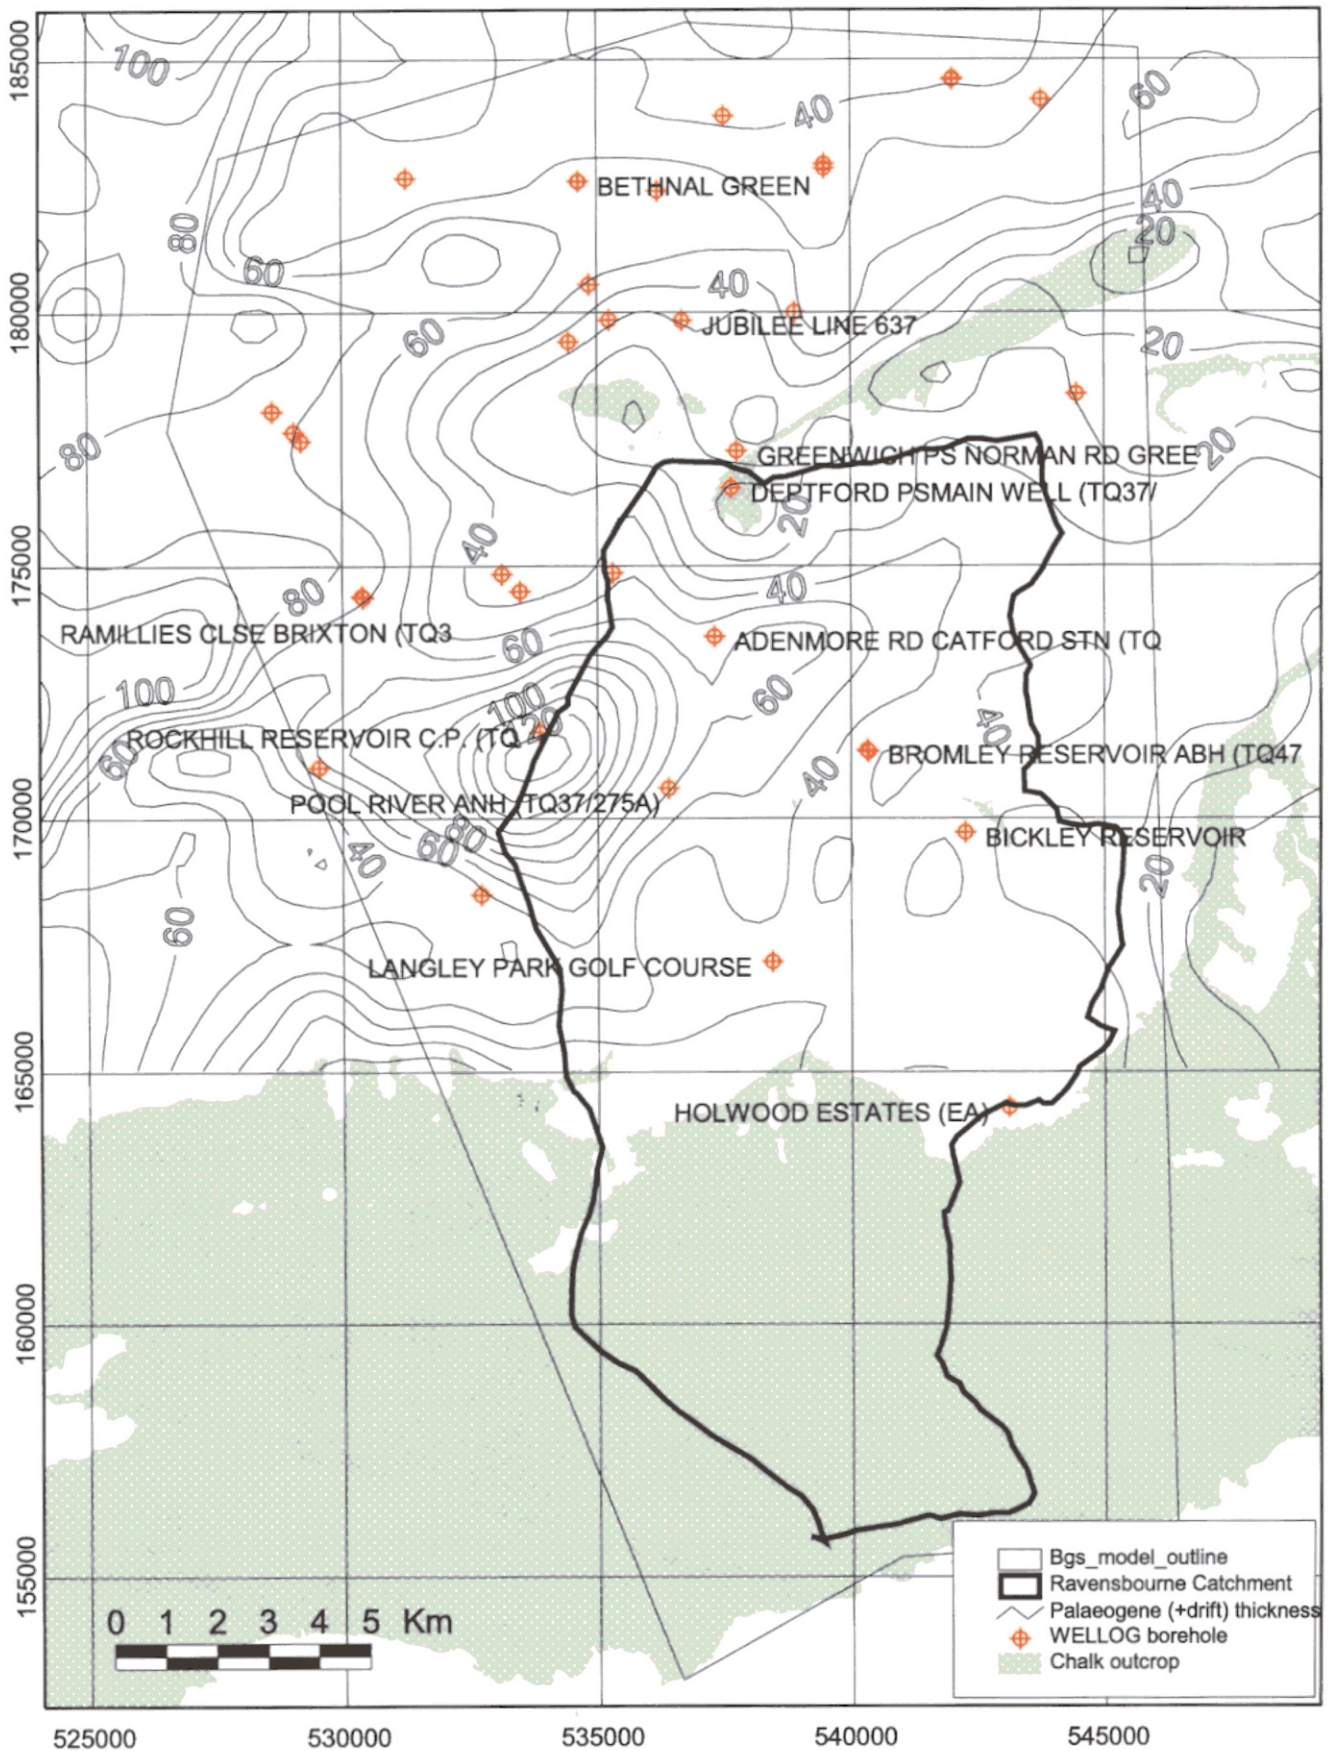 185000
180000
175000
170000
165000
160000
155000
100
40
60
BETHNAL GREEN
40
20
80
60
40
JUBILEE LINE 637
60
20
80
GREENWICH PS NORMAN RD GREE
20
DEPTFORD PSMAIN WELL (TQ37/
20
40
80
40
RAMILLIES CLSE BRIXTON (TQ3
60
ADENMORE RD CATFORD STN (TQ
100
100
60
120
40
ROCKHILL RESERVOIR C.P. (TQ
60
BROMLEY RESERVOIR ABH (TQ47
40
POOL RIVER ANH (TQ37/275A)
80
60
40
BICKLEY RESERVOIR
20
60
LANGLEY PARK GOLF COURSE
HOLWOOD ESTATES (EA)
0 1 2 3 4 5 Km
Bgs_model_outline
Ravensbourne Catchment
Palaeogene (+drift) thickness
WELLOG borehole
Chalk outcrop
525000 530000 535000 540000 545000